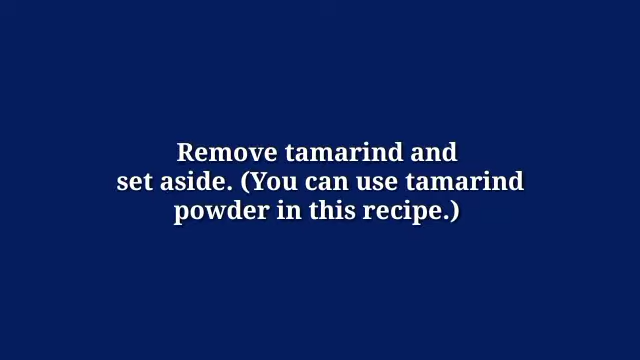 Remove tamarind and
set aside. (You can use tamarind
powder in this recipe.)